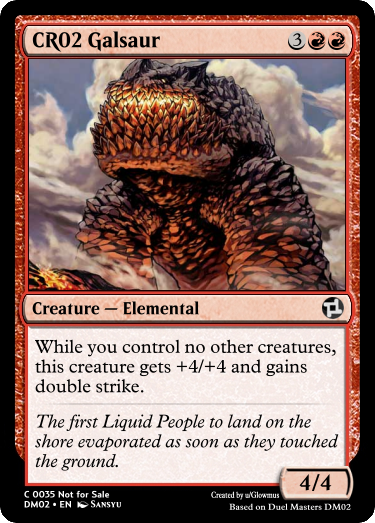 CR02 Galsaur 3
Creature — Elemental
While you control no other creatures,
this creature gets +4/+4 and gains
double strike.
The first Liquid People to land on the
shore evaporated as soon as they touched
the ground.
4/4
C 0035 Not for Sale
DM02 • EN Sansyu
Created by u/Glowmus
Based on Duel Masters DM02